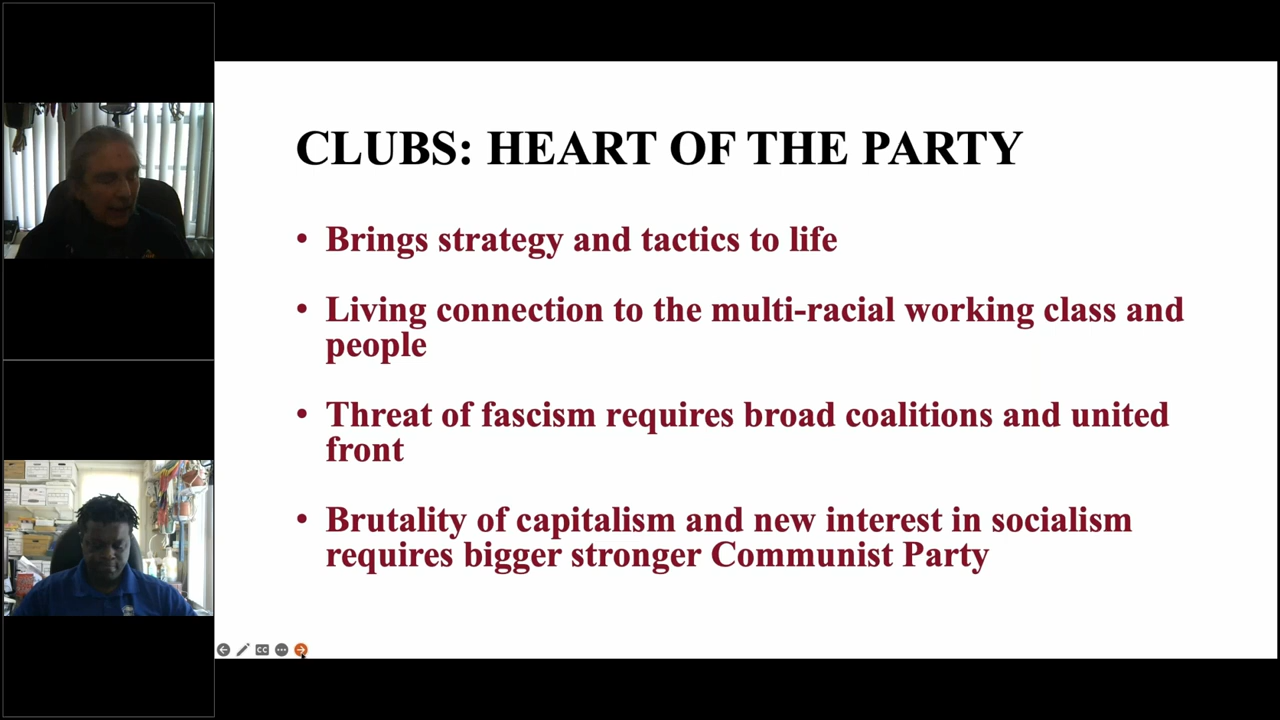 CLUBS: HEART OF THE PARTY
• Brings strategy and tactics to life
• Living connection to the multi-racial working class and
people
• Threat of fascism requires broad coalitions and united
front
• Brutality of capitalism and new interest in socialism
requires bigger stronger Communist Party
CC